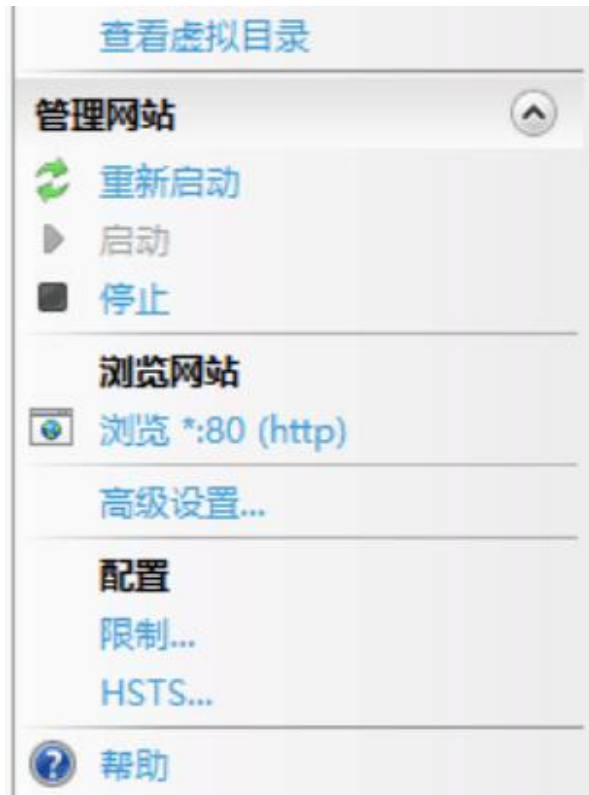 查看虚拟目录
管理网站
重新启动
启动
停止
浏览网站
浏览 *:80 (http)
高级设置...
配置
限制...
HSTS...
帮助